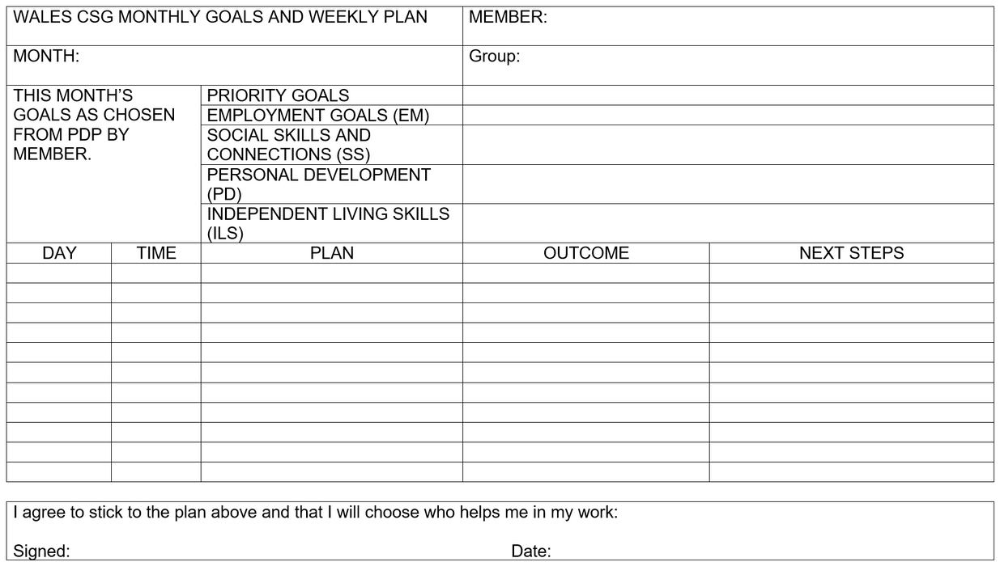 WALES CSG MONTHLY GOALS AND WEEKLY PLAN
MEMBER:
MONTH:
Group:
THIS MONTH’S
GOALS AS CHOSEN
FROM PDP BY
MEMBER.
PRIORITY GOALS
EMPLOYMENT GOALS (EM)
SOCIAL SKILLS AND
CONNECTIONS (SS)
PERSONAL DEVELOPMENT
(PD)
INDEPENDENT LIVING SKILLS
(ILS)
DAY
TIME
PLAN
OUTCOME
NEXT STEPS
I agree to stick to the plan above and that I will choose who helps me in my work:
Signed:
Date: